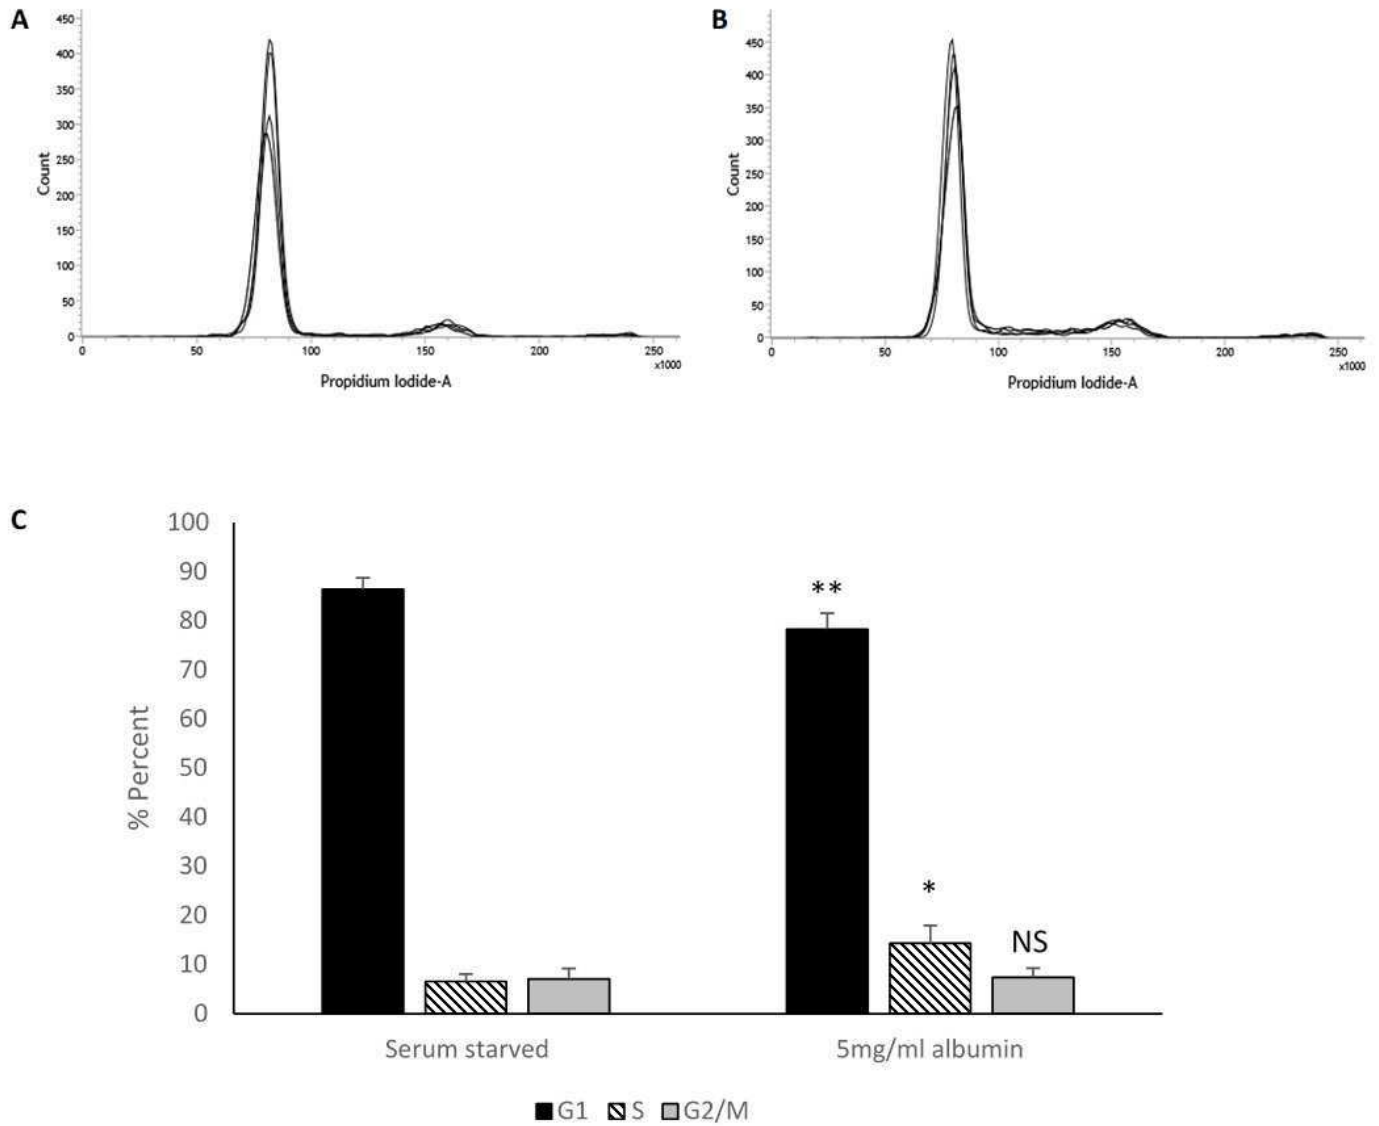 A
450
400
350
300
250
200
150
100
50
0
Count
0 50 100 150 200 250
x1000
Propidium Iodide-A
B
450
400
350
300
250
200
150
100
50
0
Count
0 50 100 150 200 250
x1000
Propidium Iodide-A
C
100
90
80
70
60
50
40
30
20
10
0
% Percent
**
*
NS
Serum starved 5mg/ml albumin
G1 S G2/M